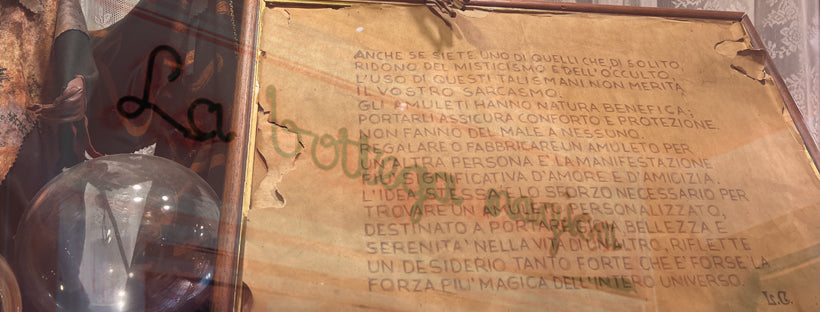 La bottega
ANCHE SE SIETE UNO DI QUELLI CHE DI SOLITO,
RIDONO DEL MISTICISMO E DELL'OCCULTO,
L'USO DI QUESTI TALISMANI NON MERITA
IL VOSTRO SARCASMO.
GLI AMULETI HANNO NATURA BENEFICA;
PORTARLI ASSICURA CONFORTO E PROTEZIONE.
NON FANNO DEL MALE A NESSUNO.
REGALARE O FABBRICARE UN AMULETO PER
UN'ALTRA PERSONA E' LA MANIFESTAZIONE
PIU' SIGNIFICATIVA D'AMORE E D'AMICIZIA.
L'IDEA STESSA E LO SFORZO NECESSARIO PER
TROVARE UN AMULETO PERSONALIZZATO,
DESTINATO A PORTARE GIOIA BELLEZZA E
SERENITA' NELLA VITA DI UN ALTRO, RIFLETTE
UN DESIDERIO TANTO FORTE CHE E' FORSE LA
FORZA PIU' MAGICA DELL'INTERO UNIVERSO.
L.C.